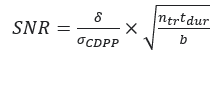 SNR = δ/σ_CDPP × √(n_tr t_dur / b)